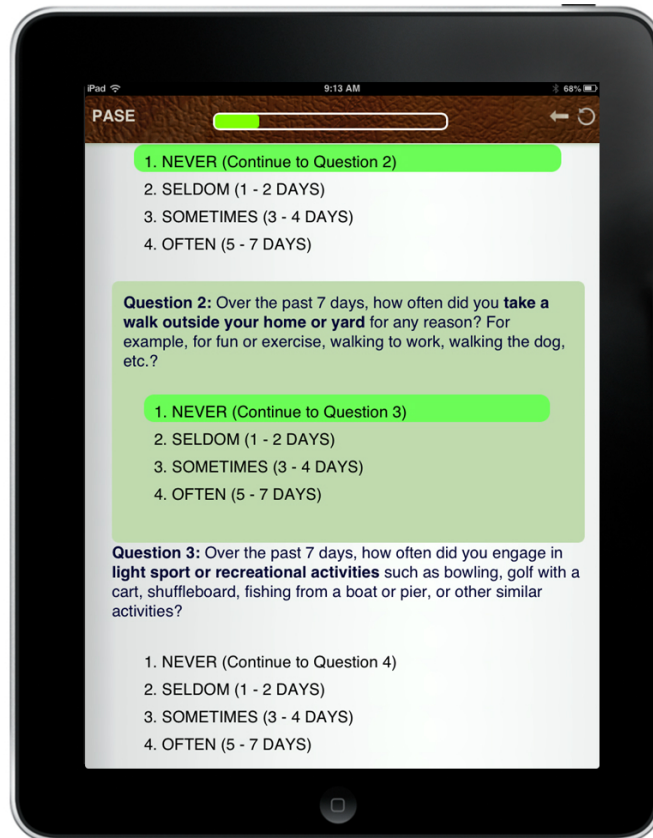 iPad 9:13 AM 68%
PASE
1. NEVER (Continue to Question 2)
2. SELDOM (1 - 2 DAYS)
3. SOMETIMES (3 - 4 DAYS)
4. OFTEN (5 - 7 DAYS)
Question 2: Over the past 7 days, how often did you take a
walk outside your home or yard for any reason? For
example, for fun or exercise, walking to work, walking the dog,
etc.?
1. NEVER (Continue to Question 3)
2. SELDOM (1 - 2 DAYS)
3. SOMETIMES (3 - 4 DAYS)
4. OFTEN (5 - 7 DAYS)
Question 3: Over the past 7 days, how often did you engage in
light sport or recreational activities such as bowling, golf with a
cart, shuffleboard, fishing from a boat or pier, or other similar
activities?
1. NEVER (Continue to Question 4)
2. SELDOM (1 - 2 DAYS)
3. SOMETIMES (3 - 4 DAYS)
4. OFTEN (5 - 7 DAYS)